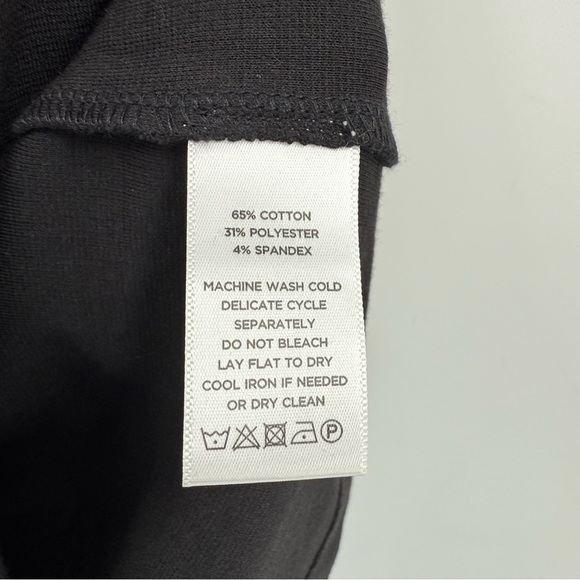 65% COTTON
31% POLYESTER
4% SPANDEX
MACHINE WASH COLD
DELICATE CYCLE
SEPARATELY
DO NOT BLEACH
LAY FLAT TO DRY
COOL IRON IF NEEDED
OR DRY CLEAN
P